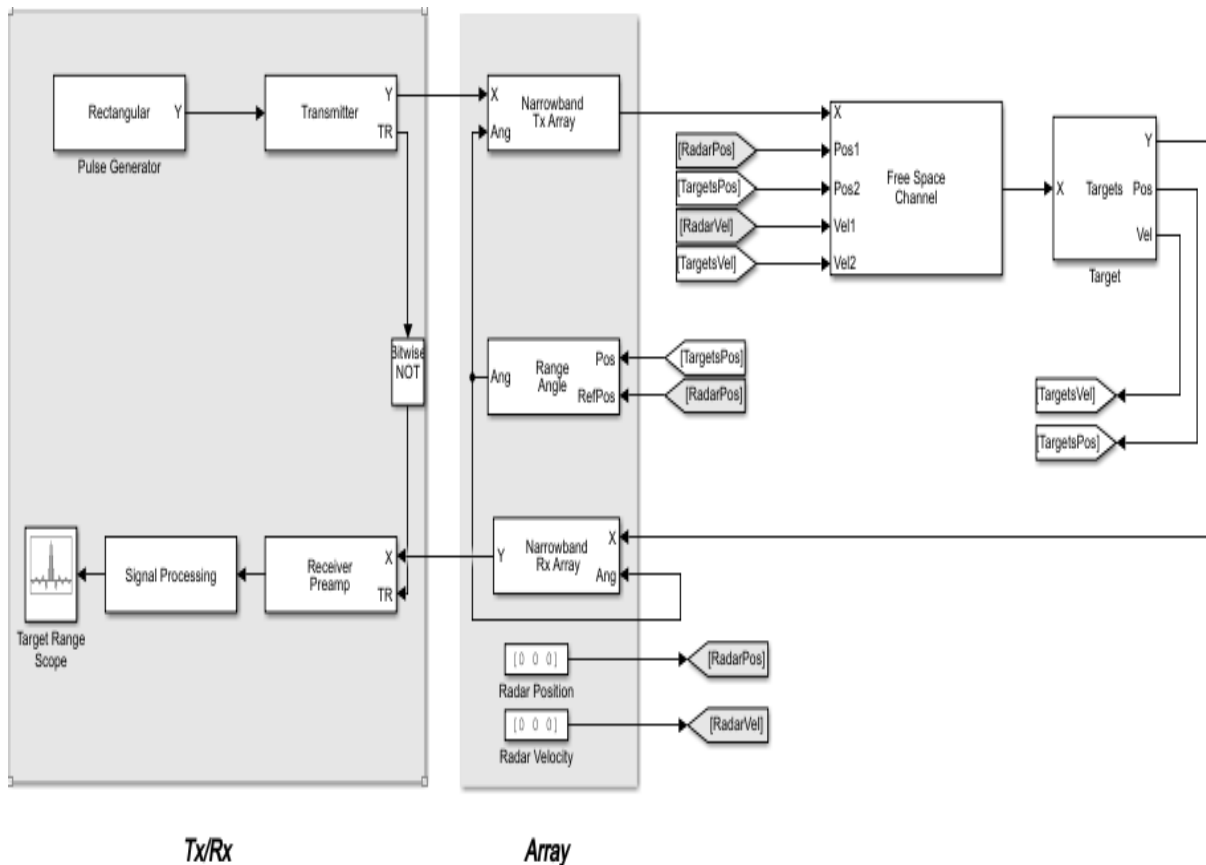 Rectangular
Y
Pulse Generator
Transmitter
Y
TR
X
Ang
Narrowband
Tx Array
[RadarPos]
[TargetsPos]
[RadarVel]
[TargetsVel]
X
Pos1
Pos2
Vel1
Vel2
Free Space
Channel
X
Targets
Y
Pos
Vel
Target
Bitwise
NOT
Ang
Range
Angle
Pos
RefPos
[TargetsPos]
[RadarPos]
[TargetsVel]
[TargetsPos]
Target Range
Scope
Signal Processing
Receiver
Preamp
X
TR
Y
Narrowband
Rx Array
X
Ang
[0 0 0]
Radar Position
[RadarPos]
[0 0 0]
Radar Velocity
[RadarVel]
Tx/Rx
Array